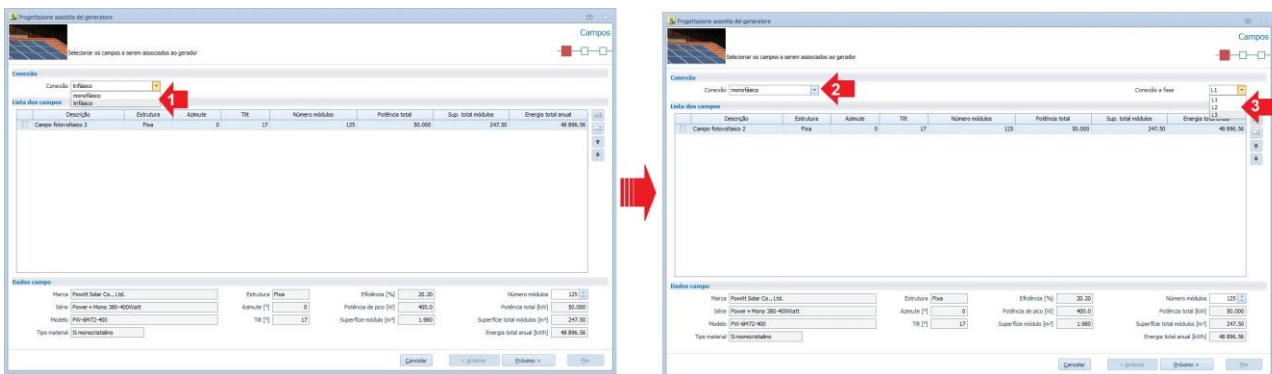 Progettazione assistita del generatore
Campos
Selecionar os campos a serem associados ao gerador
Conexão
Conexão trifásico
monofásico
trifásico
1
Lista dos campos
Descrição Estrutura Azimute Tilt Número módulos Potência total Sup. total módulos Energia total anual
Campo fotovoltaico 2 Fixa 0 17 125 50.000 247.50 48 896.56
Dados campo
Marca Powitt Solar Co., Ltd. Estrutura Fixa Eficiência [%] 20.20 Número módulos 125
Série Power + Mono 380-400Watt Azimute [°] 0 Potência de pico [W] 400.0 Potência total [kW] 50.000
Modelo PW-6M72-400 Tilt [°] 17 Superfície módulo [m²] 1.980 Superfície total módulos [m²] 247.50
Tipo material Si monocristalino Energia total anual [kWh] 48 896.56
Cancelar < Anterior Próximo > Fim
Progettazione assistita del generatore
Campos
Selecionar os campos a serem associados ao gerador
Conexão
Conexão monofásico 2 Conexão a fase L1
L1
L2
L3
3
Lista dos campos
Descrição Estrutura Azimute Tilt Número módulos Potência total Sup. total módulos Energia
Campo fotovoltaico 2 Fixa 0 17 125 50.000 247.50 48 896.56
Dados campo
Marca Powitt Solar Co., Ltd. Estrutura Fixa Eficiência [%] 20.20 Número módulos 125
Série Power + Mono 380-400Watt Azimute [°] 0 Potência de pico [W] 400.0 Potência total [kW] 50.000
Modelo PW-6M72-400 Tilt [°] 17 Superfície módulo [m²] 1.980 Superfície total módulos [m²] 247.50
Tipo material Si monocristalino Energia total anual [kWh] 48 896.56
Cancelar < Anterior Próximo > Fim